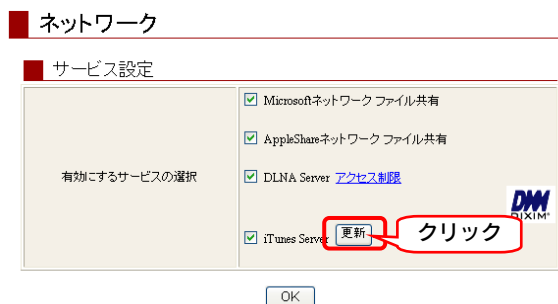 ネットワーク
サービス設定
有効にするサービスの選択
Microsoftネットワーク ファイル共有
AppleShareネットワーク ファイル共有
DLNA Server アクセス制限
DiXiM
iTunes Server 更新 クリック
OK